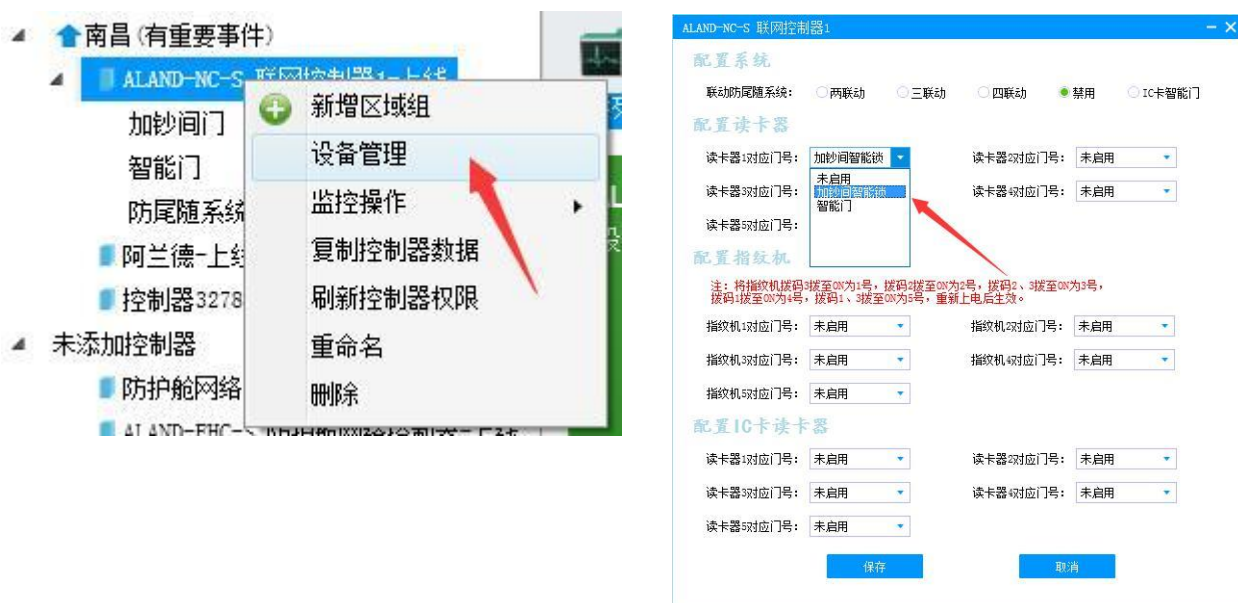 南昌(有重要事件)
ALAND-NC-S 联网控制器1-上线
加钞间门
智能门
防尾随系统
阿兰德-上线
控制器3278
未添加控制器
防护舱网络
ALAND-FHC-S 防护舱网络控制器-上线
新增区域组
设备管理
监控操作
复制控制器数据
刷新控制器权限
重命名
删除
ALAND-NC-S 联网控制器1
配置系统
联动防尾随系统: 两联动 三联动 四联动 禁用 IC卡智能门
配置读卡器
读卡器1对应门号: 加钞间智能锁 读卡器2对应门号: 未启用
未启用
读卡器3对应门号: 加钞间智能锁 读卡器4对应门号: 未启用
智能门
读卡器5对应门号:
配置指纹机
注: 将指纹机拨码3拨至ON为1号, 拨码2拨至ON为2号, 拨码2、3拨至ON为3号,
拨码1拨至ON为4号, 拨码1、3拨至ON为5号, 重新上电后生效。
指纹机1对应门号: 未启用 指纹机2对应门号: 未启用
指纹机3对应门号: 未启用 指纹机4对应门号: 未启用
指纹机5对应门号: 未启用
配置IC卡读卡器
读卡器1对应门号: 未启用 读卡器2对应门号: 未启用
读卡器3对应门号: 未启用 读卡器4对应门号: 未启用
读卡器5对应门号: 未启用
保存 取消